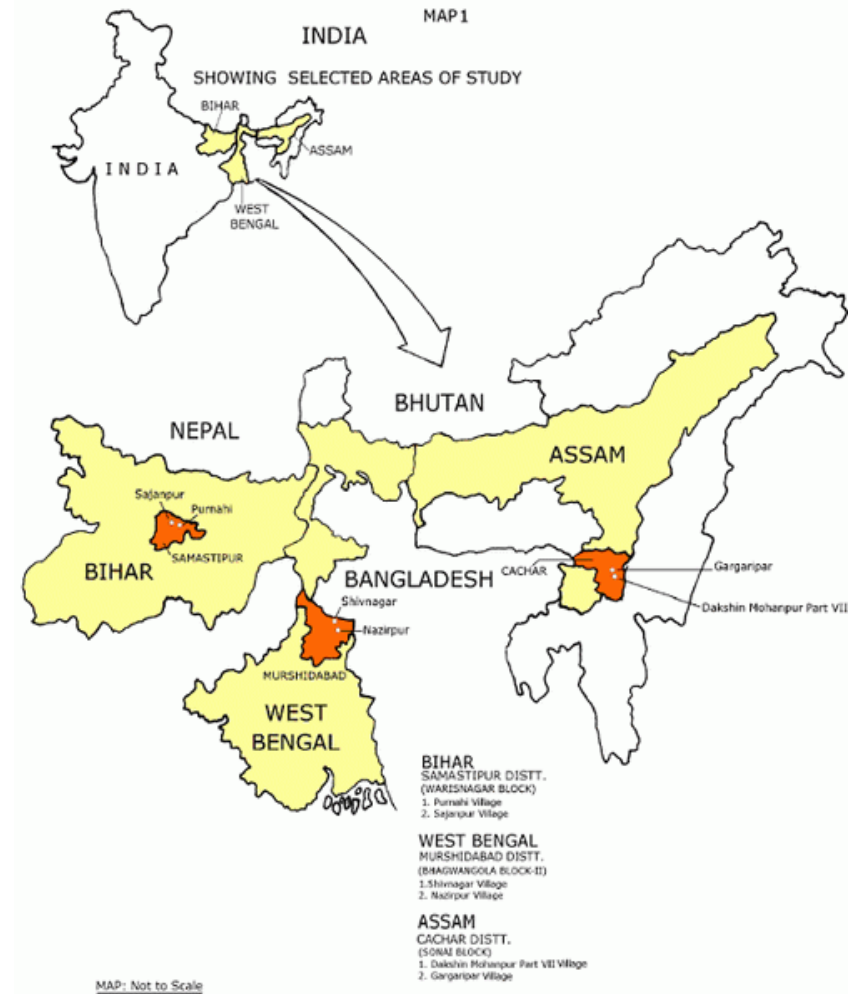 MAP1
INDIA
SHOWING SELECTED AREAS OF STUDY
BIHAR
ASSAM
INDIA
WEST
BENGAL
BHUTAN
NEPAL
ASSAM
Sajanpur
Purnahi
SAMASTIPUR
BIHAR
CACHAR
Gargaripar
BANGLADESH
Shivnagar
Dakshin Mohanpur Part VII
Nazirpur
MURSHIDABAD
WEST
BENGAL
BIHAR
SAMASTIPUR DISTT.
(WARISNAGAR BLOCK)
1. Purnahi Village
2. Sajanpur Village
WEST BENGAL
MURSHIDABAD DISTT.
(BHAGWANGOLA BLOCK-II)
1.Shivnagar Village
2. Nazirpur Village
ASSAM
CACHAR DISTT.
(SONAI BLOCK)
1. Dakshin Mohanpur Part VII Village
2. Gargaripar Village
MAP: Not to Scale